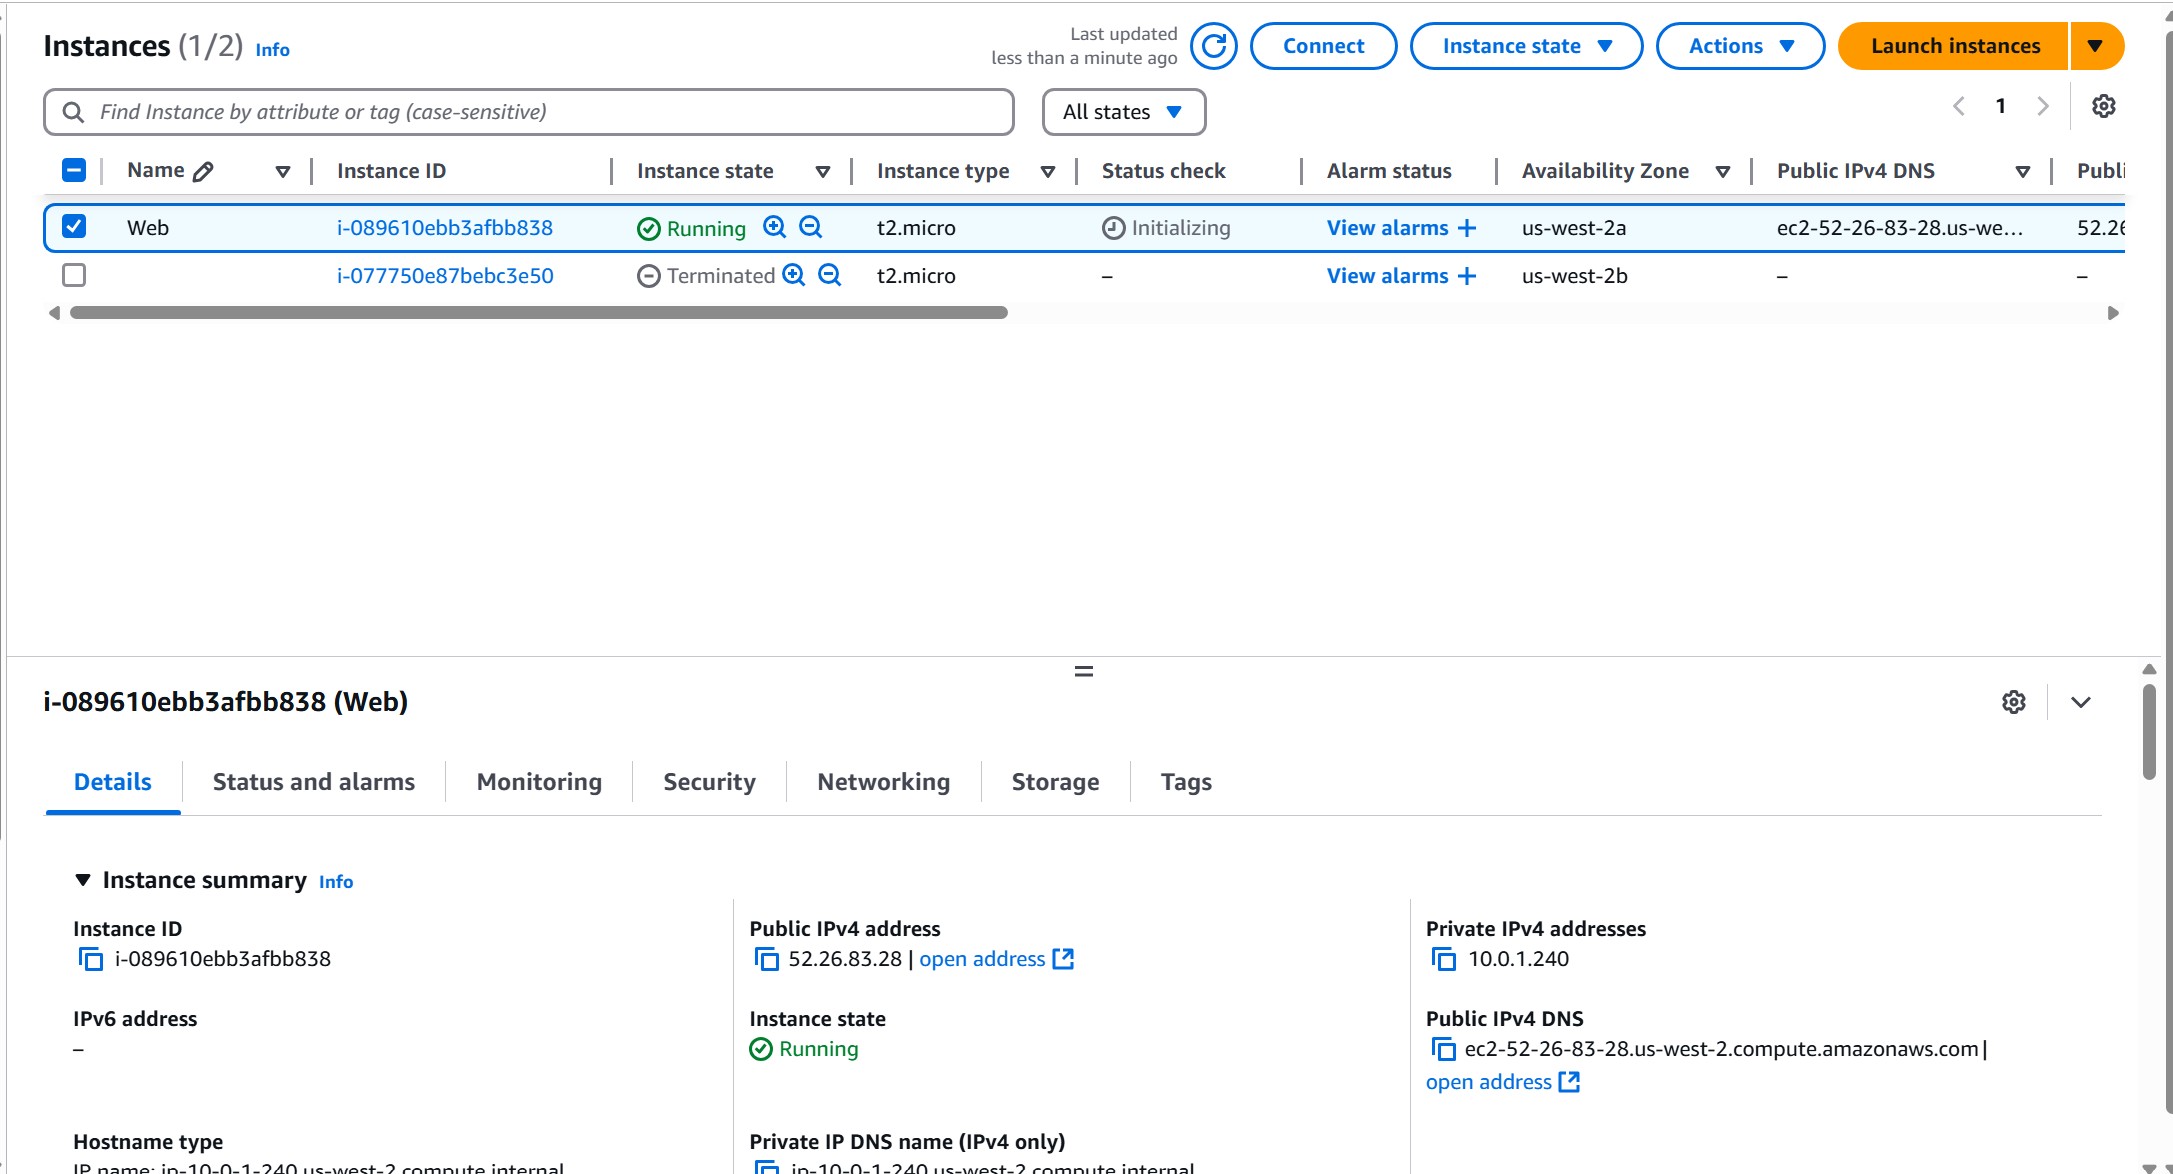 Instances (1/2) Info
Last updated
less than a minute ago
Connect
Instance state
Actions
Launch instances
Find Instance by attribute or tag (case-sensitive)
All states
1
Name Instance ID Instance state Instance type Status check Alarm status Availability Zone Public IPv4 DNS Publi
Web i-089610ebb3afbb838 Running t2.micro Initializing View alarms + us-west-2a ec2-52-26-83-28.us-we... 52.26
i-077750e87bebc3e50 Terminated t2.micro – View alarms + us-west-2b – –
i-089610ebb3afbb838 (Web)
Details Status and alarms Monitoring Security Networking Storage Tags
Instance summary Info
Instance ID
i-089610ebb3afbb838
Public IPv4 address
52.26.83.28 | open address
Private IPv4 addresses
10.0.1.240
IPv6 address
–
Instance state
Running
Public IPv4 DNS
ec2-52-26-83-28.us-west-2.compute.amazonaws.com |
open address
Hostname type
IP name: ip-10-0-1-240.us-west-2.compute.internal
Private IP DNS name (IPv4 only)
ip-10-0-1-240.us-west-2.compute.internal